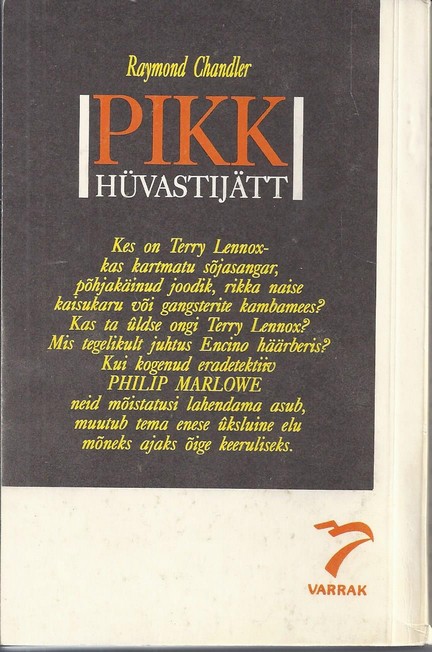 Raymond Chandler
PIKK
HÜVASTIJÄTT
Kes on Terry Lennox-
kas kartmatu sõjasangar,
põhjakäinud joodik, rikka naise
kaisukaru või gangsterite kambamees?
Kas ta üldse ongi Terry Lennox?
Mis tegelikult juhtus Encino häärberis?
Kui kogenud eradetektiiv
PHILIP MARLOWE
neid mõistatusi lahendama asub,
muutub tema enese üksluine elu
mõneks ajaks õige keeruliseks.
VARRAK